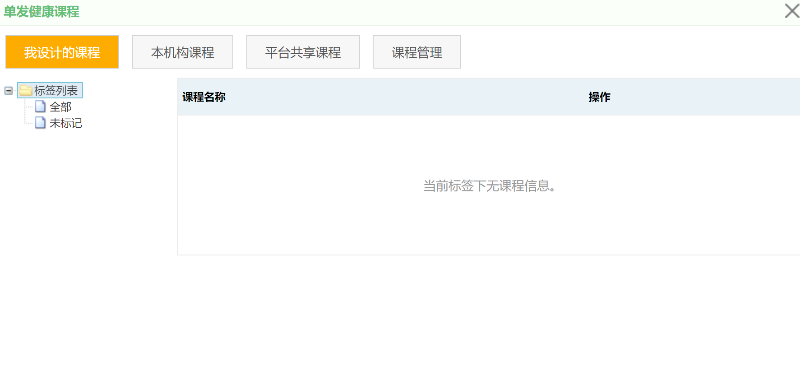 单发健康课程
我设计的课程 本机构课程 平台共享课程 课程管理
标签列表
全部
未标记
课程名称 操作
当前标签下无课程信息。